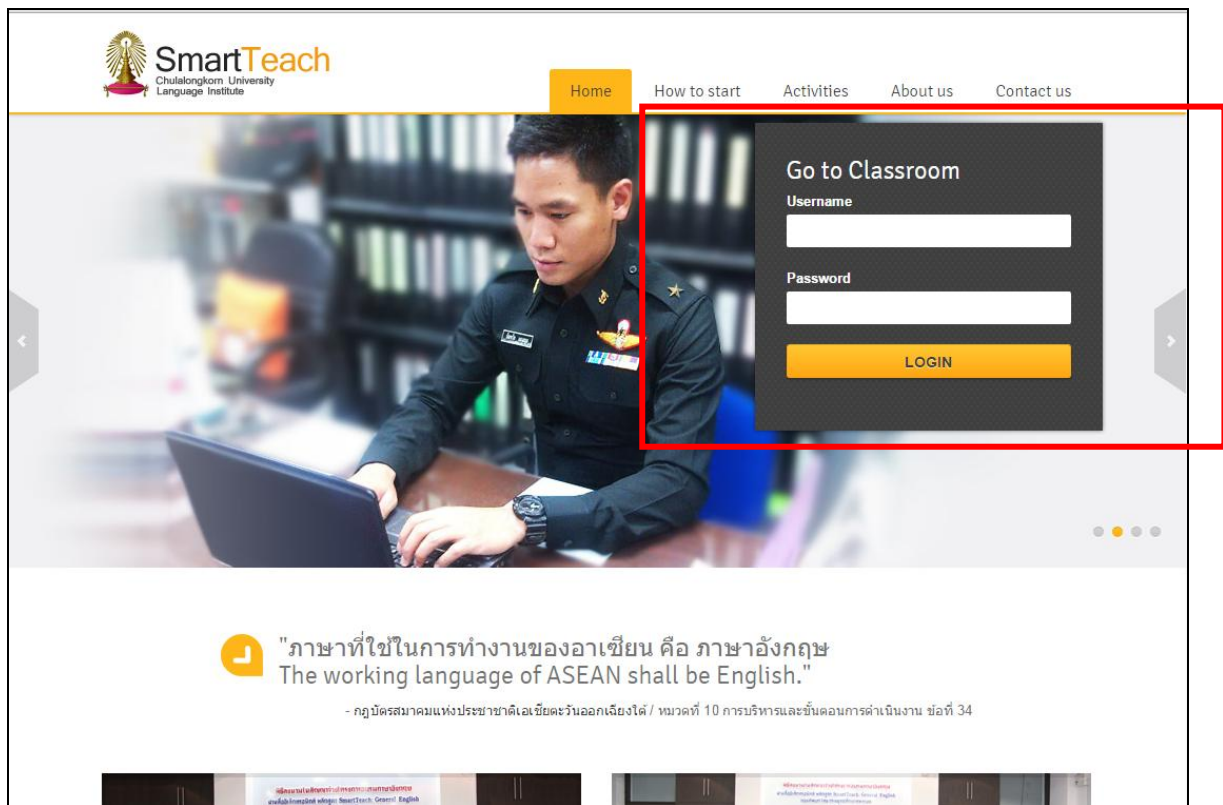 SmartTeach
Chulalongkorn University
Language Institute
Home How to start Activities About us Contact us
Go to Classroom
Username
Password
LOGIN
"ภาษาที่ใช้ในการทำงานของอาเซียน คือ ภาษาอังกฤษ
The working language of ASEAN shall be English."
- กฎบัตรสมาคมแห่งประชาชาติเอเชียตะวันออกเฉียงใต้ / หมวดที่ 10 การบริหารและขั้นตอนการดำเนินงาน ข้อที่ 34
SmartTeach General English